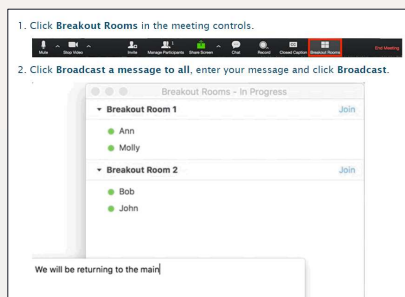 1. Click Breakout Rooms in the meeting controls.
Mute Stop Video Invite Manage Participants 1 Share Screen Chat Record Closed Caption Breakout Rooms End Meeting
2. Click Broadcast a message to all, enter your message and click Broadcast.
Breakout Rooms - In Progress
Breakout Room 1 Join
Ann
Molly
Breakout Room 2 Join
Bob
John
We will be returning to the main